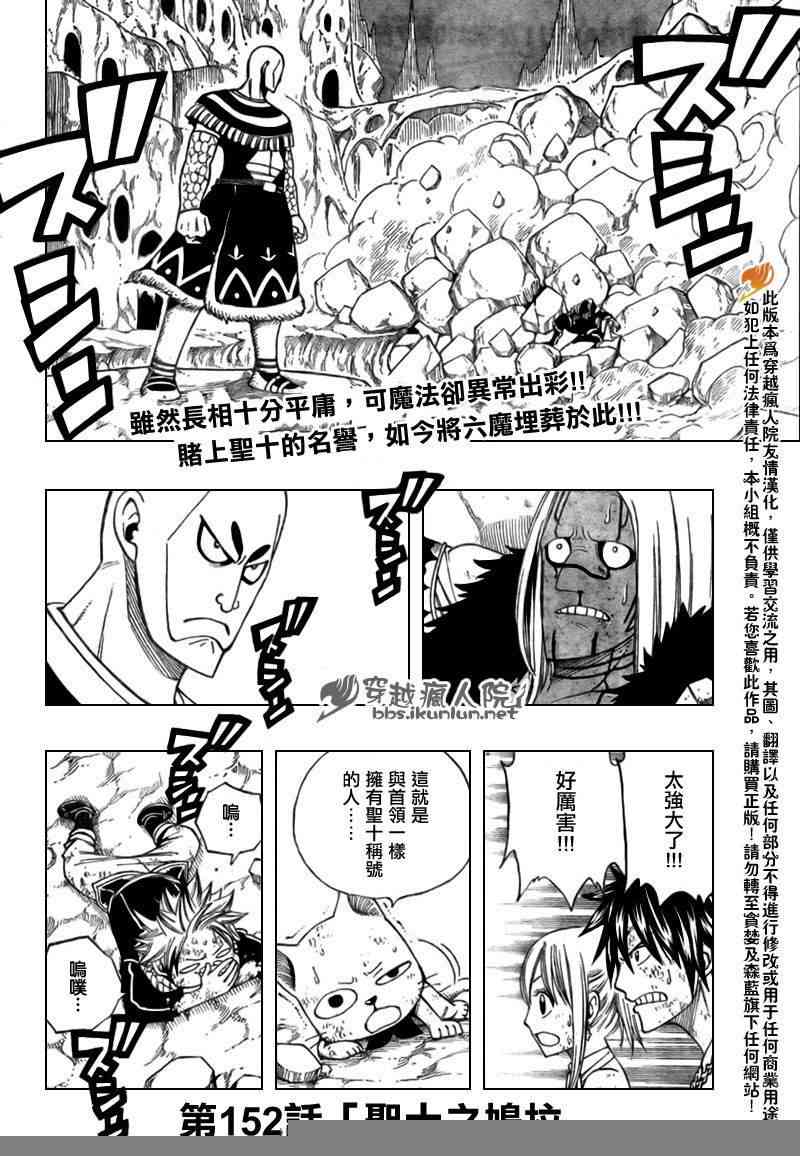 ズシュゥ
ズシュゥ
雖然長相十分平庸，可魔法卻異常出彩!!
賭上聖十的名譽，如今將六魔埋葬於此!!!
此版本爲穿越瘋人院友情漢化，僅供學習交流之用，其圖、翻譯以及任何部分不得進行修改或用于任何商業用途
如犯上任何法律責任，本小組概不負責。若您喜歡此作品，請購買正版！請勿轉至貪婪及森藍旗下任何網站！
穿越瘋人院
bbs.ikunlun.net
太強大了!!!
好厲害!!!
這就是
與首領一樣
擁有聖十稱號
的人……
嗚…
嗚噗…
第152話「聖十之鳩拉